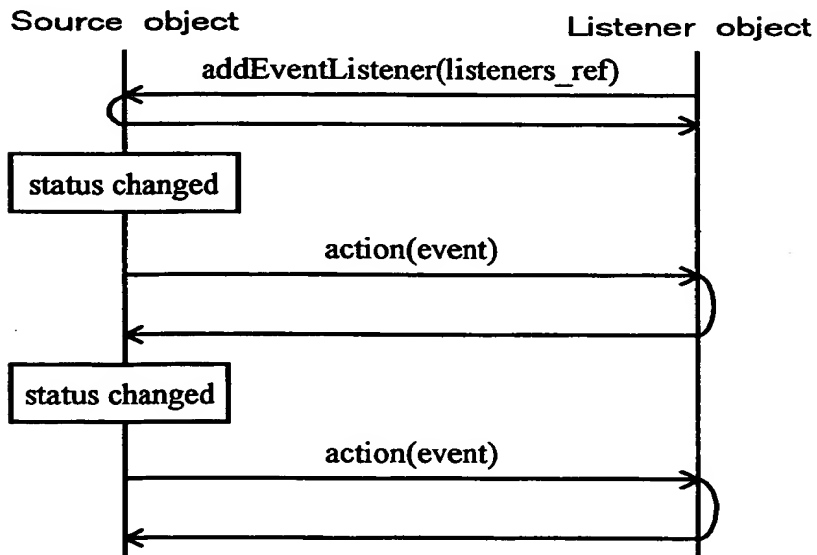 Source object
Listener object
addEventListener(listeners_ref)
status changed
action(event)
status changed
action(event)